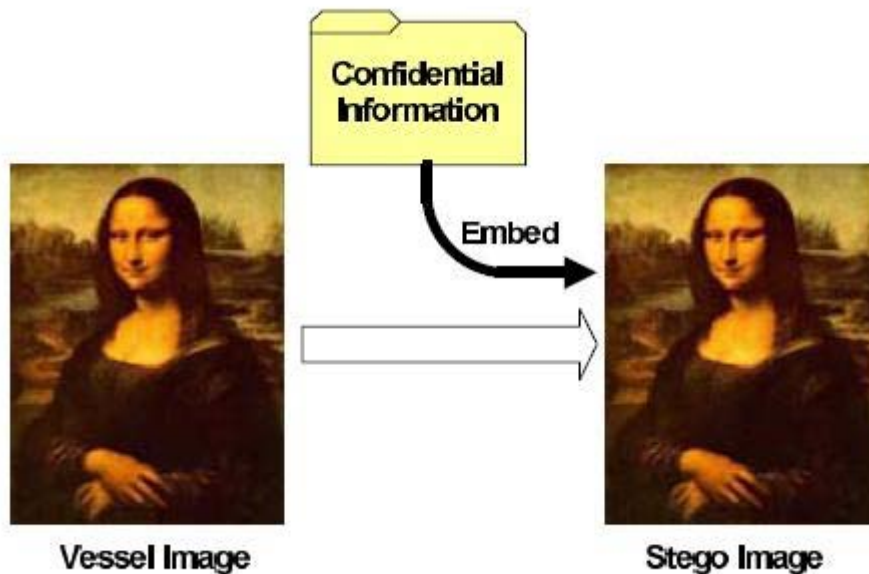 Confidential
Information
Embed
Vessel Image
Stego Image